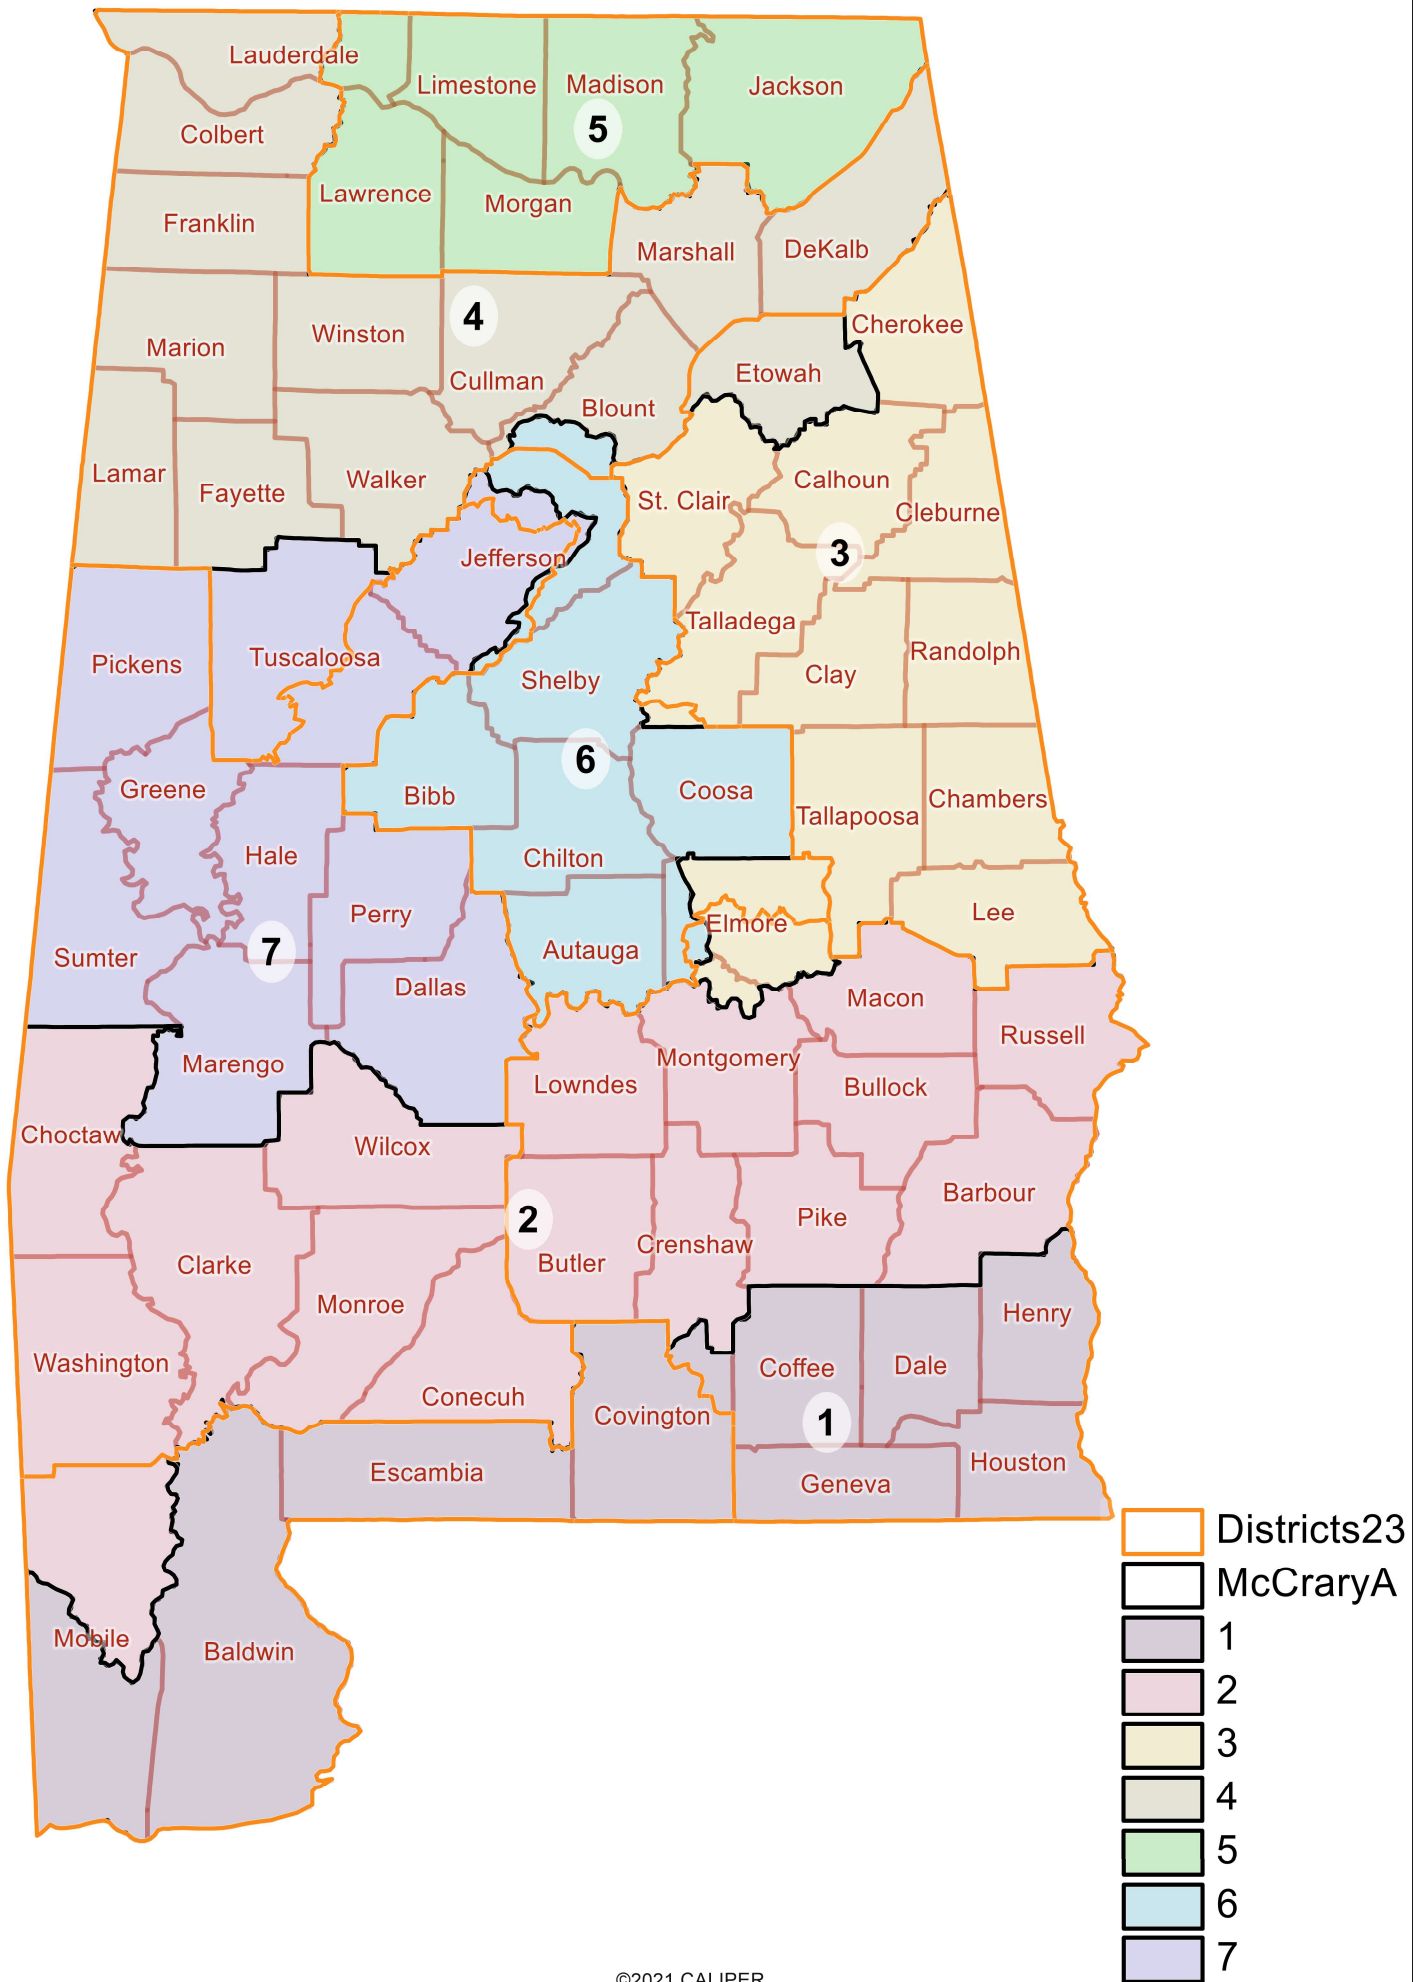 Lauderdale
Limestone
Madison
Jackson
5
Colbert
Lawrence
Morgan
Franklin
Marshall
DeKalb
4
Cherokee
Winston
Marion
Etowah
Cullman
Blount
Lamar
Fayette
Walker
St. Clair
Calhoun
Cleburne
3
Jefferson
Talladega
Pickens
Tuscaloosa
Shelby
Clay
Randolph
6
Greene
Bibb
Coosa
Tallapoosa
Chambers
Hale
Chilton
Perry
Elmore
Lee
7
Autauga
Sumter
Dallas
Macon
Russell
Marengo
Montgomery
Lowndes
Bullock
Choctaw
Wilcox
Barbour
2
Pike
Butler
Crenshaw
Clarke
Monroe
Henry
Washington
Coffee
Dale
Conecuh
Covington
1
Escambia
Houston
Geneva
Mobile
Baldwin
Districts23
McCraryA
1
2
3
4
5
6
7
©2021 CALIPER